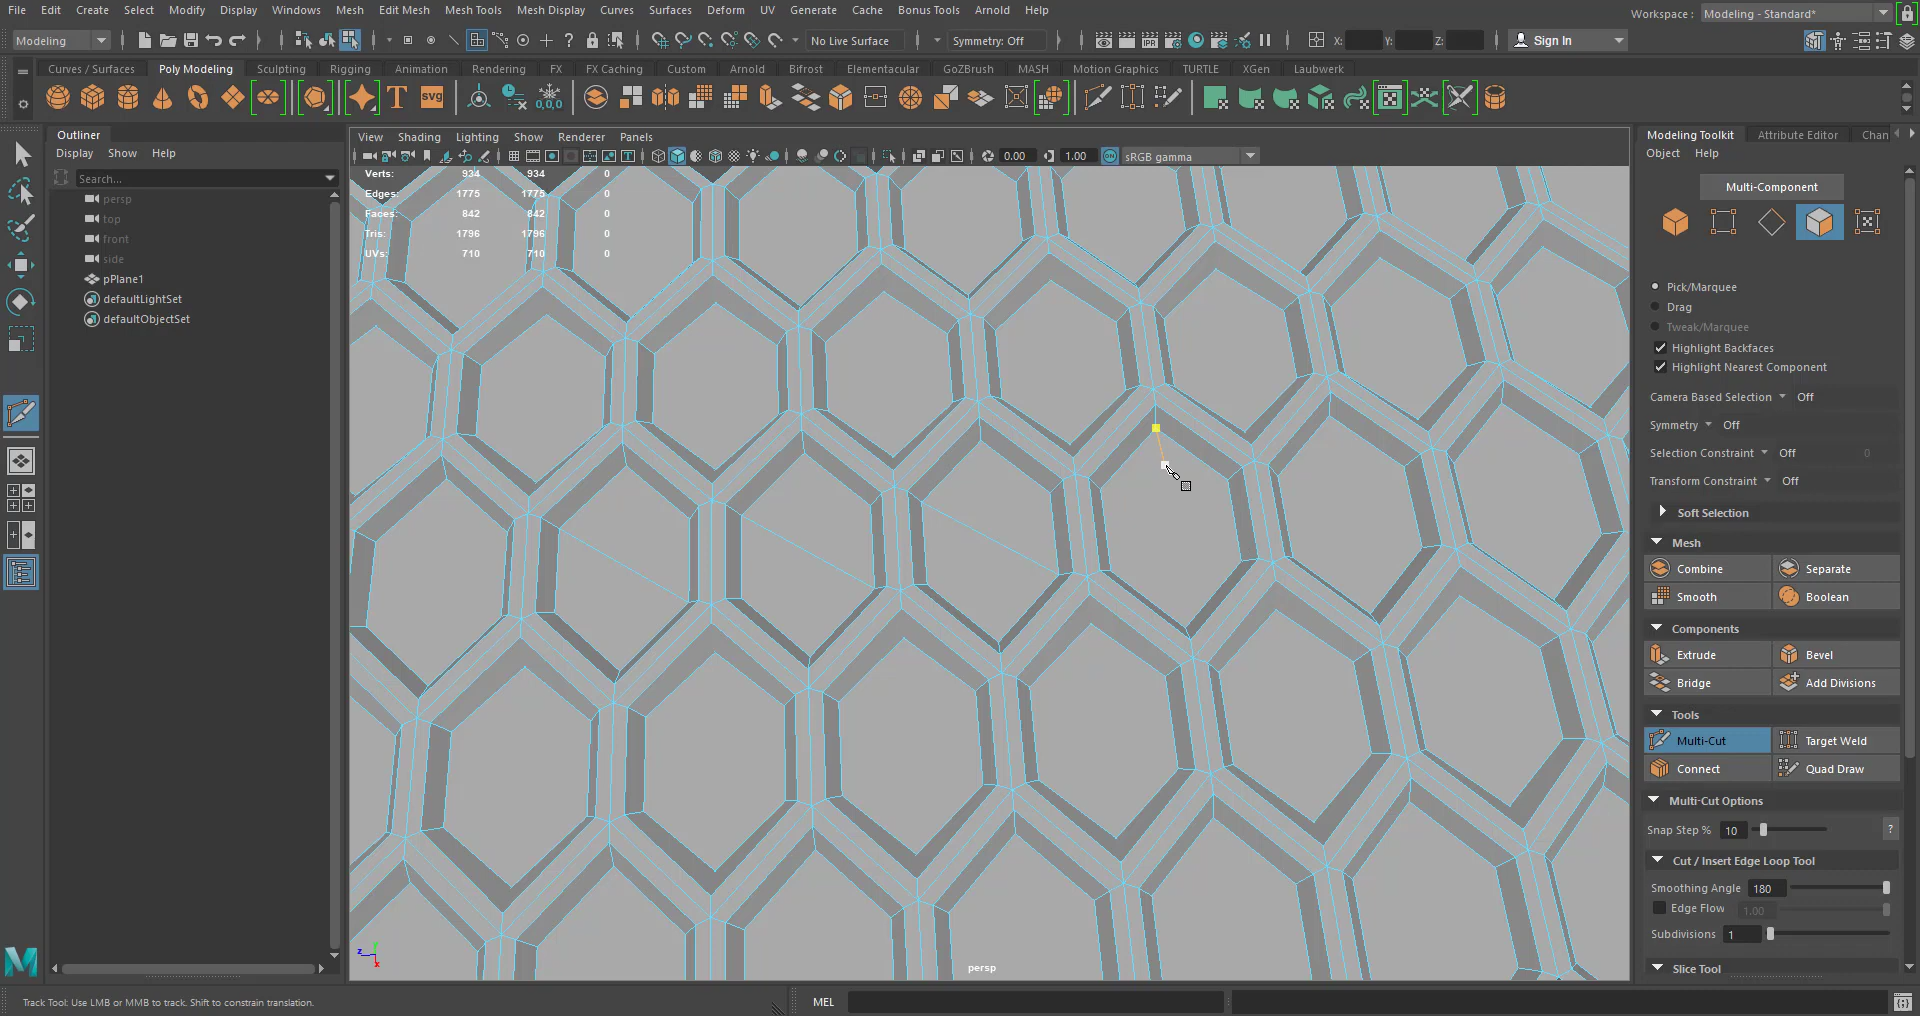 File Edit Create Select Modify Display Windows Mesh Edit Mesh Mesh Tools Mesh Display Curves Surfaces Deform UV Generate Cache Bonus Tools Arnold Help
Workspace : Modeling - Standard*
Modeling No Live Surface Symmetry: Off X: Y: Z: Sign In
Curves / Surfaces Poly Modeling Sculpting Rigging Animation Rendering FX FX Caching Custom Arnold Bifrost Elementacular GoZBrush MASH Motion Graphics TURTLE XGen Laubwerk
T SVG 0,0,0
Outliner
Display Show Help
Search...
persp
top
front
side
pPlane1
defaultLightSet
defaultObjectSet
View Shading Lighting Show Renderer Panels
0.00 1.00 ON sRGB gamma
Verts: 934 934 0
Edges: 1775 1775 0
Faces: 842 842 0
Tris: 1796 1796 0
UVs: 710 710 0
z y x
persp
Modeling Toolkit Attribute Editor Chan
Object Help
Multi-Component
Pick/Marquee
Drag
Tweak/Marquee
Highlight Backfaces
Highlight Nearest Component
Camera Based Selection Off
Symmetry Off
Selection Constraint Off 0
Transform Constraint Off
Soft Selection
Mesh
Combine Separate
Smooth Boolean
Components
Extrude Bevel
Bridge Add Divisions
Tools
Multi-Cut Target Weld
Connect Quad Draw
Multi-Cut Options
Snap Step % 10 ?
Cut / Insert Edge Loop Tool
Smoothing Angle 180
Edge Flow 1.00
Subdivisions 1
Slice Tool
Track Tool: Use LMB or MMB to track. Shift to constrain translation.
MEL